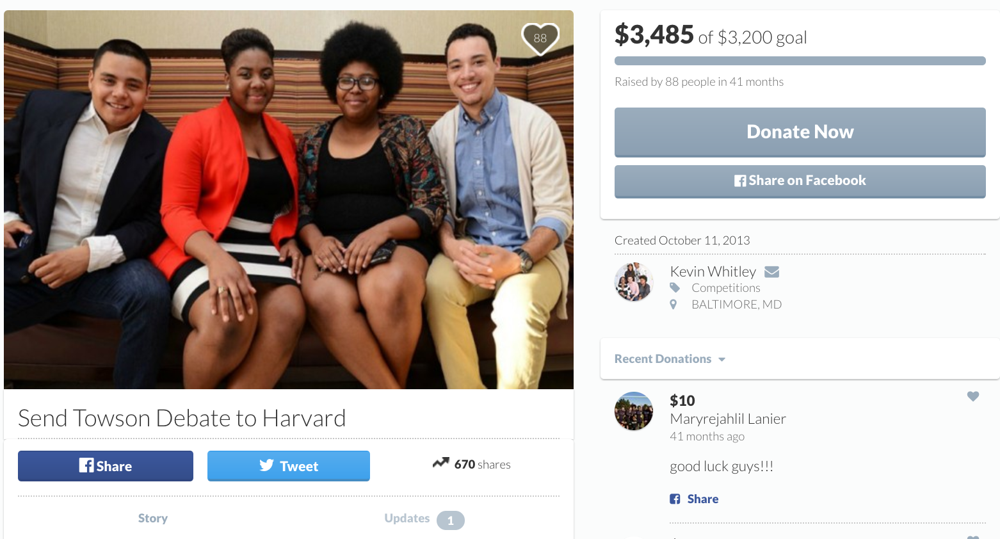 88
Send Towson Debate to Harvard
Share
Tweet
670 shares
Story
Updates 1
$3,485 of $3,200 goal
Raised by 88 people in 41 months
Donate Now
Share on Facebook
Created October 11, 2013
Kevin Whitley
Competitions
BALTIMORE, MD
Recent Donations
$10
Maryrejahlil Lanier
41 months ago
good luck guys!!!
Share